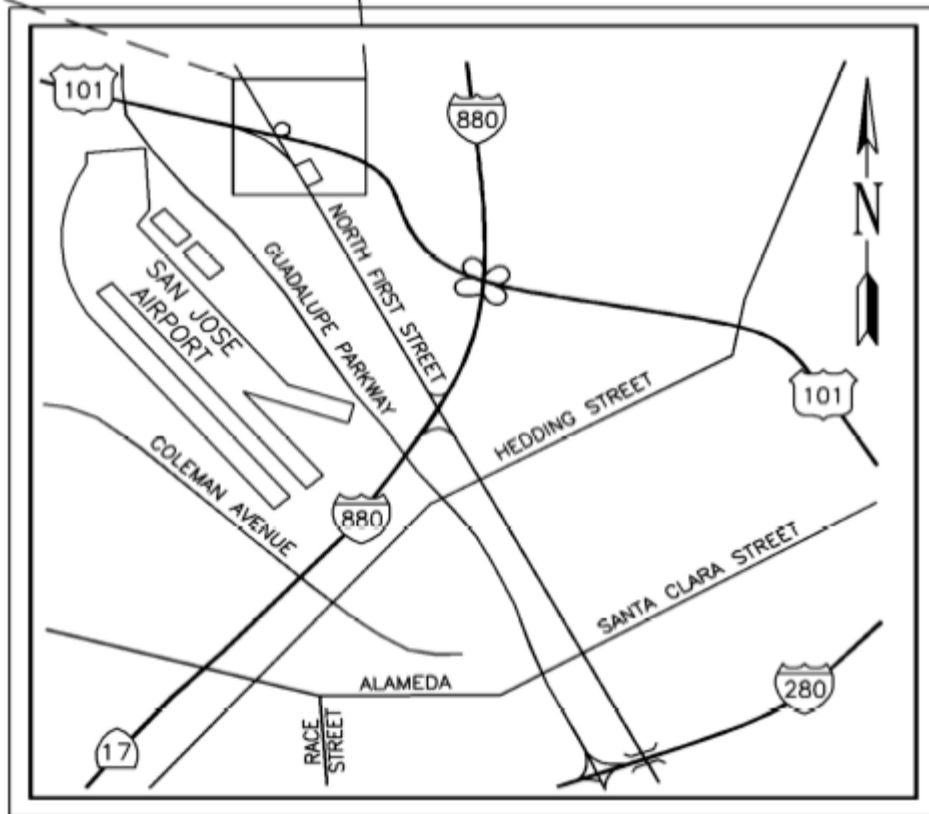 101
880
N
NORTH FIRST STREET
GUADALUPE PARKWAY
SAN JOSE
AIRPORT
101
HEDDING STREET
COLEMAN AVENUE
880
SANTA CLARA STREET
ALAMEDA
280
RACE
STREET
17